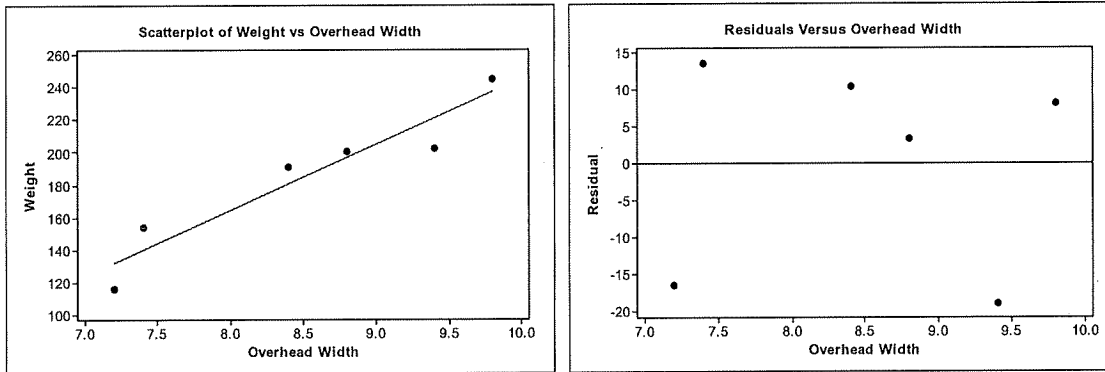 Scatterplot of Weight vs Overhead Width
260
240
220
200
180
160
140
120
100
Weight
7.0 7.5 8.0 8.5 9.0 9.5 10.0
Overhead Width
Residuals Versus Overhead Width
15
10
5
0
-5
-10
-15
-20
Residual
7.0 7.5 8.0 8.5 9.0 9.5 10.0
Overhead Width